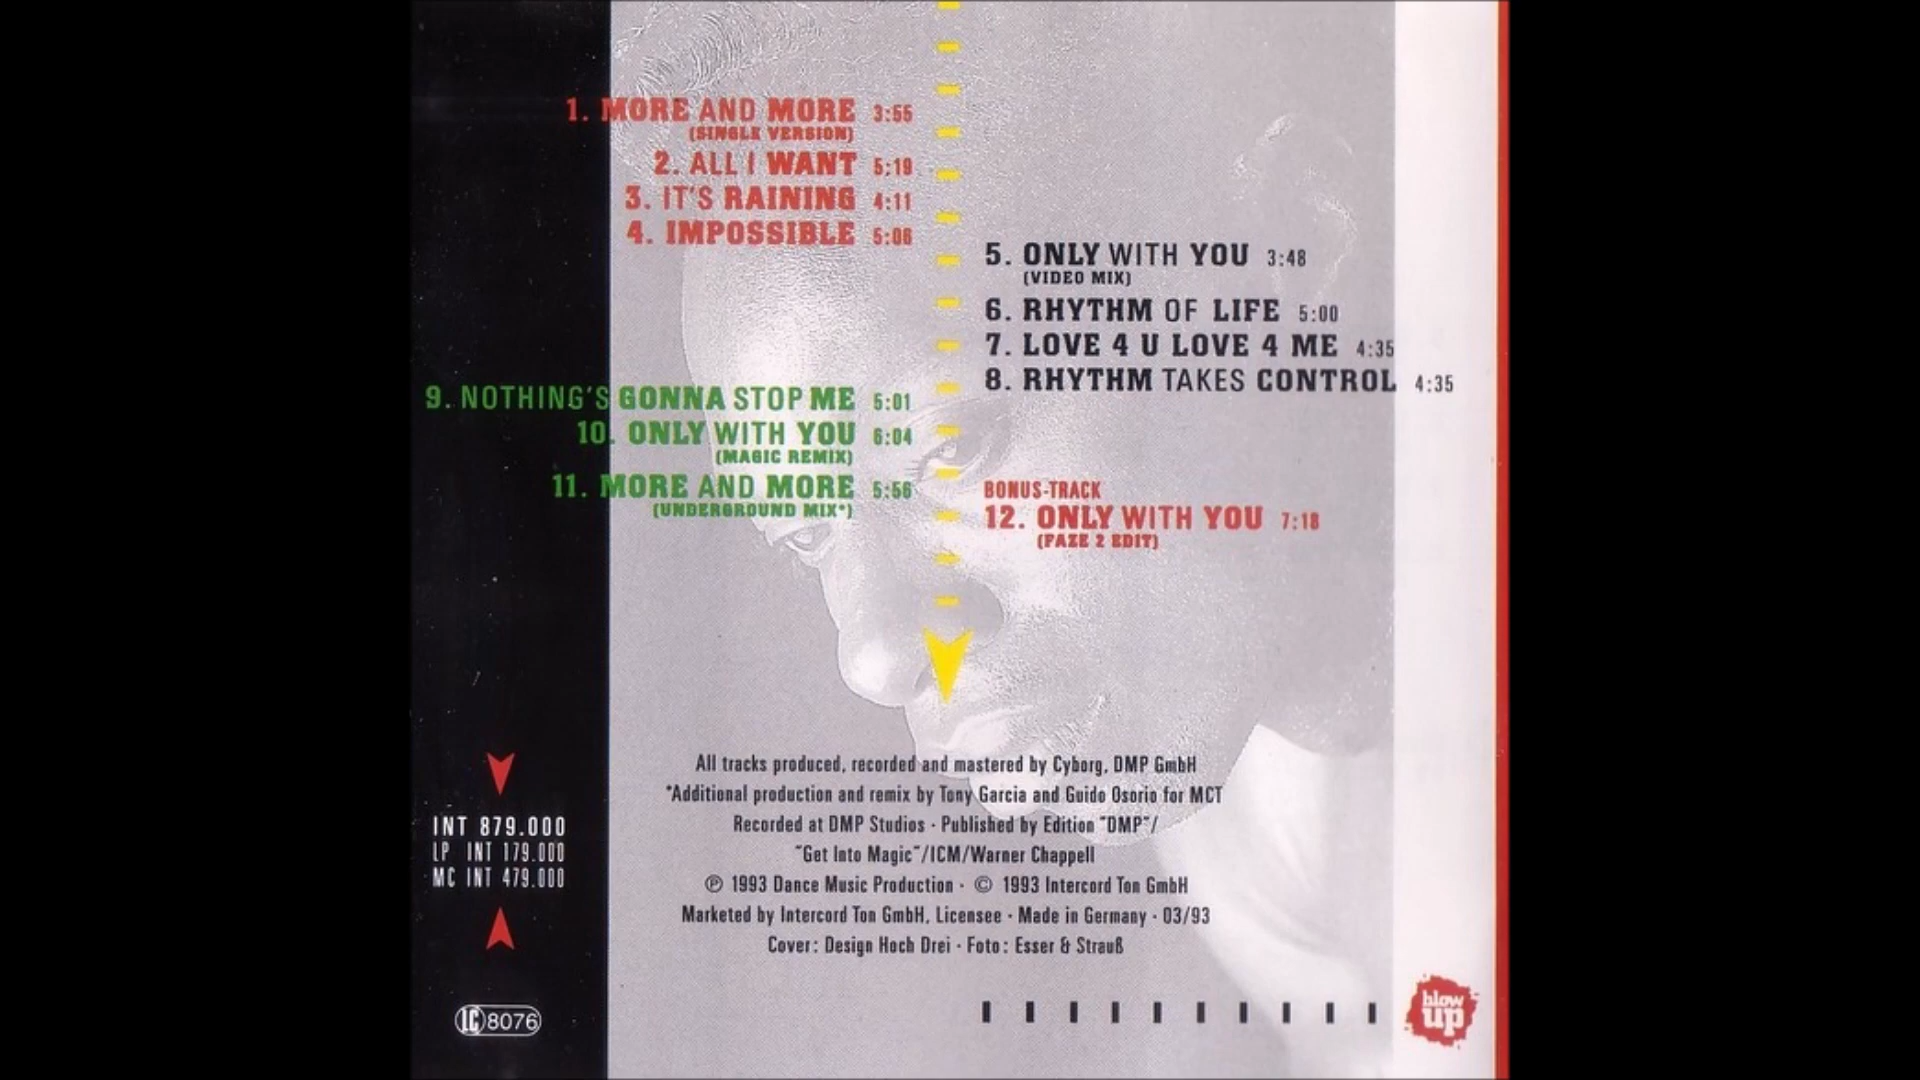 1. MORE AND MORE 3:55
(SINGLE VERSION)
2. ALL I WANT 5:19
3. IT'S RAINING 4:11
4. IMPOSSIBLE 5:06
5. ONLY WITH YOU 3:48
(VIDEO MIX)
6. RHYTHM OF LIFE 5:00
7. LOVE 4 U LOVE 4 ME 4:35
8. RHYTHM TAKES CONTROL 4:35
9. NOTHING'S GONNA STOP ME 5:01
10. ONLY WITH YOU 6:04
(MAGIC REMIX)
11. MORE AND MORE 5:56
(UNDERGROUND MIX*)
BONUS-TRACK
12. ONLY WITH YOU 7:18
(FAZE 2 EDIT)
All tracks produced, recorded and mastered by Cyborg, DMP GmbH
*Additional production and remix by Tony Garcia and Guido Osorio for MCT
Recorded at DMP Studios · Published by Edition "DMP"/
"Get Into Magic"/ICM/Warner Chappell
℗ 1993 Dance Music Production · © 1993 Intercord Ton GmbH
Marketed by Intercord Ton GmbH, Licensee · Made in Germany · 03/93
Cover: Design Hoch Drei · Foto: Esser & Strauß
INT 879.000
LP INT 179.000
MC INT 479.000
LC 8076
blow
up